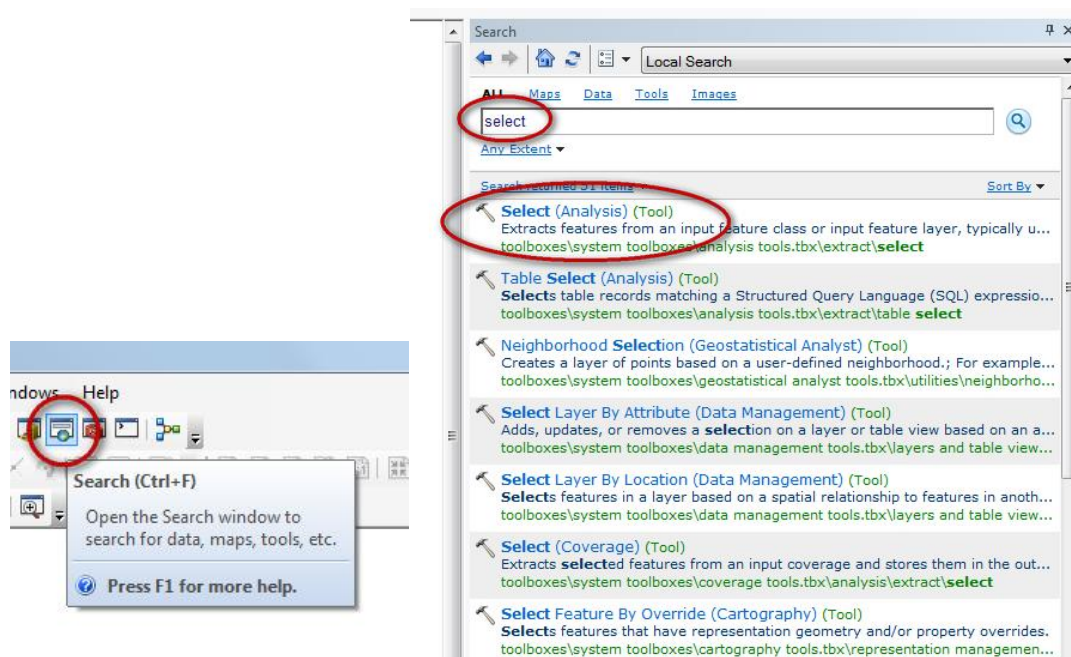 ndows Help
Search (Ctrl+F)
Open the Search window to
search for data, maps, tools, etc.
Press F1 for more help.
Search
Local Search
ALL Maps Data Tools Images
select
Any Extent
Search returned 51 items
Sort By
Select (Analysis) (Tool)
Extracts features from an input feature class or input feature layer, typically u...
toolboxes\system toolboxes\analysis tools.tbx\extract\select
Table Select (Analysis) (Tool)
Selects table records matching a Structured Query Language (SQL) expressio...
toolboxes\system toolboxes\analysis tools.tbx\extract\table select
Neighborhood Selection (Geostatistical Analyst) (Tool)
Creates a layer of points based on a user-defined neighborhood.; For example...
toolboxes\system toolboxes\geostatistical analyst tools.tbx\utilities\neighborho...
Select Layer By Attribute (Data Management) (Tool)
Adds, updates, or removes a selection on a layer or table view based on an a...
toolboxes\system toolboxes\data management tools.tbx\layers and table view...
Select Layer By Location (Data Management) (Tool)
Selects features in a layer based on a spatial relationship to features in anoth...
toolboxes\system toolboxes\data management tools.tbx\layers and table view...
Select (Coverage) (Tool)
Extracts selected features from an input coverage and stores them in the out...
toolboxes\system toolboxes\coverage tools.tbx\analysis\extract\select
Select Feature By Override (Cartography) (Tool)
Selects features that have representation geometry and/or property overrides.
toolboxes\system toolboxes\cartography tools.tbx\representation managemen...